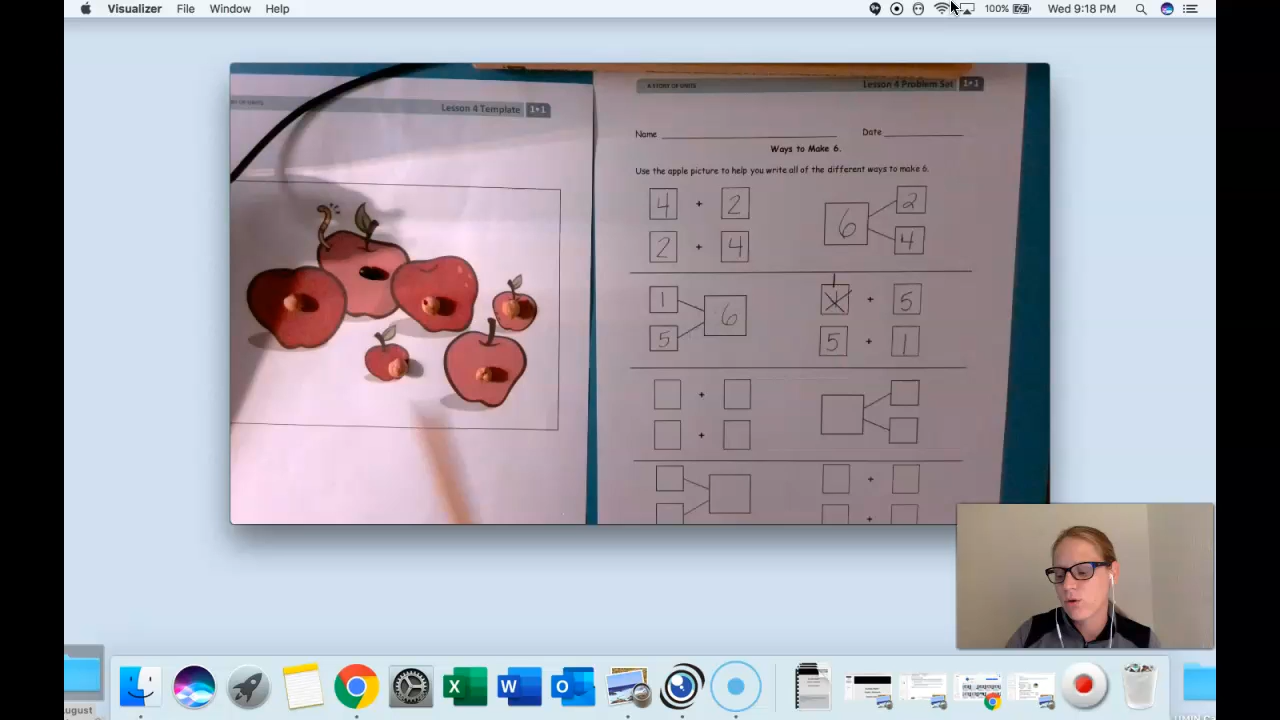 Visualizer File Window Help
100% Wed 9:18 PM
Lesson 4 Template 1•1
A STORY OF UNITS
Lesson 4 Problem Set 1•1
Name Date
Ways to Make 6.
Use the apple picture to help you write all of the different ways to make 6.
4 + 2
6 2 4
2 + 4
1 5 6
1
+ 5
5 + 1
+
+
+
+
August
X W O